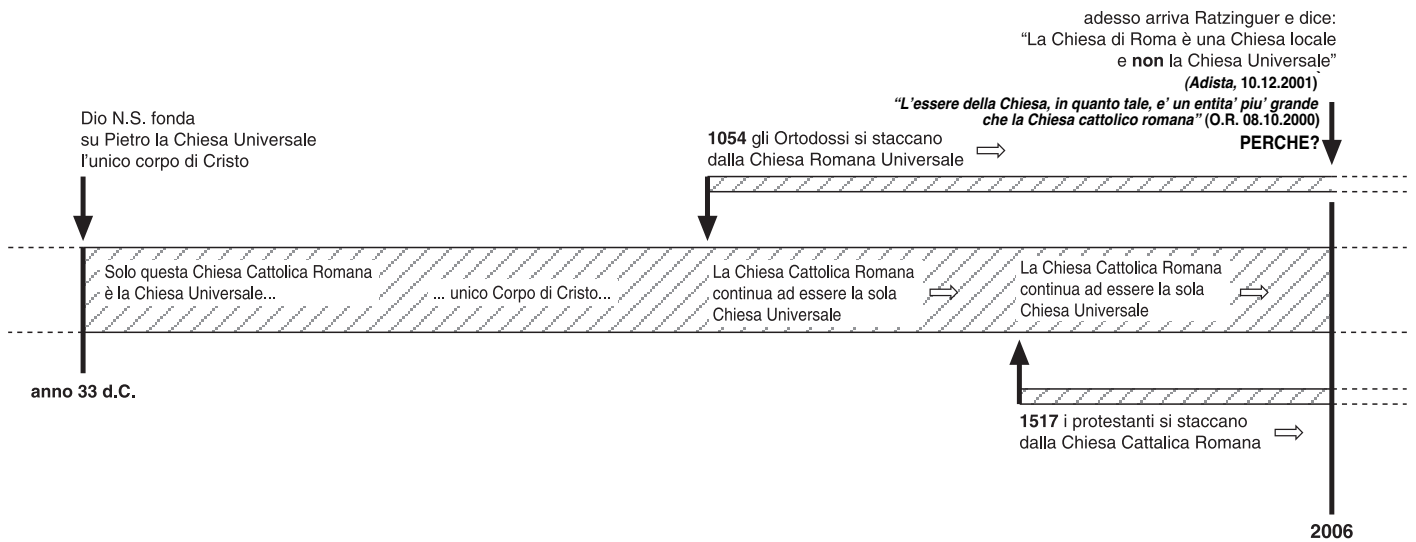 adesso arriva Ratzinguer e dice:
“La Chiesa di Roma è una Chiesa locale
e non la Chiesa Universale”
(Adista, 10.12.2001)
“L'essere della Chiesa, in quanto tale, e' un entita' piu' grande
che la Chiesa cattolico romana” (O.R. 08.10.2000)
PERCHE?
Dio N.S. fonda
su Pietro la Chiesa Universale
l'unico corpo di Cristo
1054 gli Ortodossi si staccano
dalla Chiesa Romana Universale
Solo questa Chiesa Cattolica Romana
è la Chiesa Universale...
... unico Corpo di Cristo...
La Chiesa Cattolica Romana
continua ad essere la sola
Chiesa Universale
La Chiesa Cattolica Romana
continua ad essere la sola
Chiesa Universale
anno 33 d.C.
1517 i protestanti si staccano
dalla Chiesa Cattalica Romana
2006